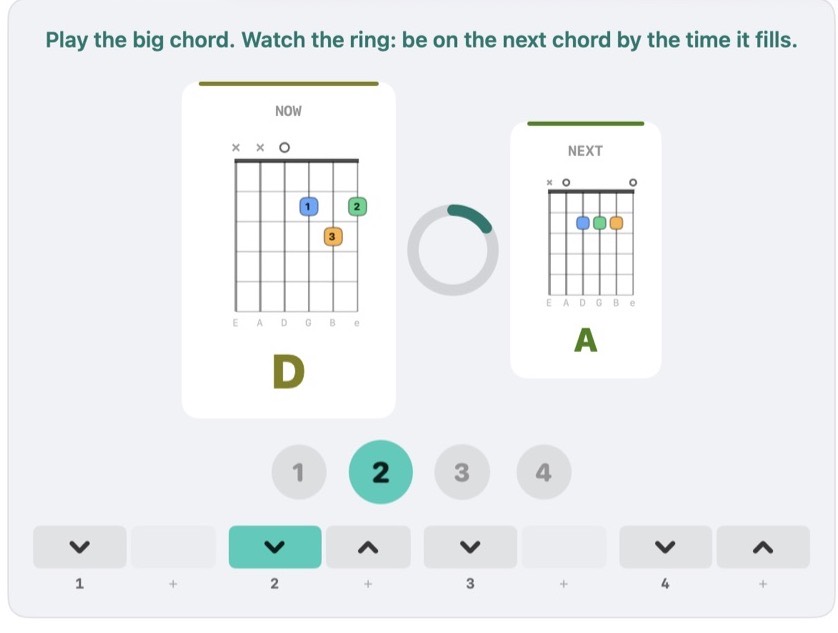 Play the big chord. Watch the ring: be on the next chord by the time it fills.
NOW
× × O
1 2
3
E A D G B e
D
NEXT
× O O
E A D G B e
A
1 2 3 4
1 + 2 + 3 + 4 +